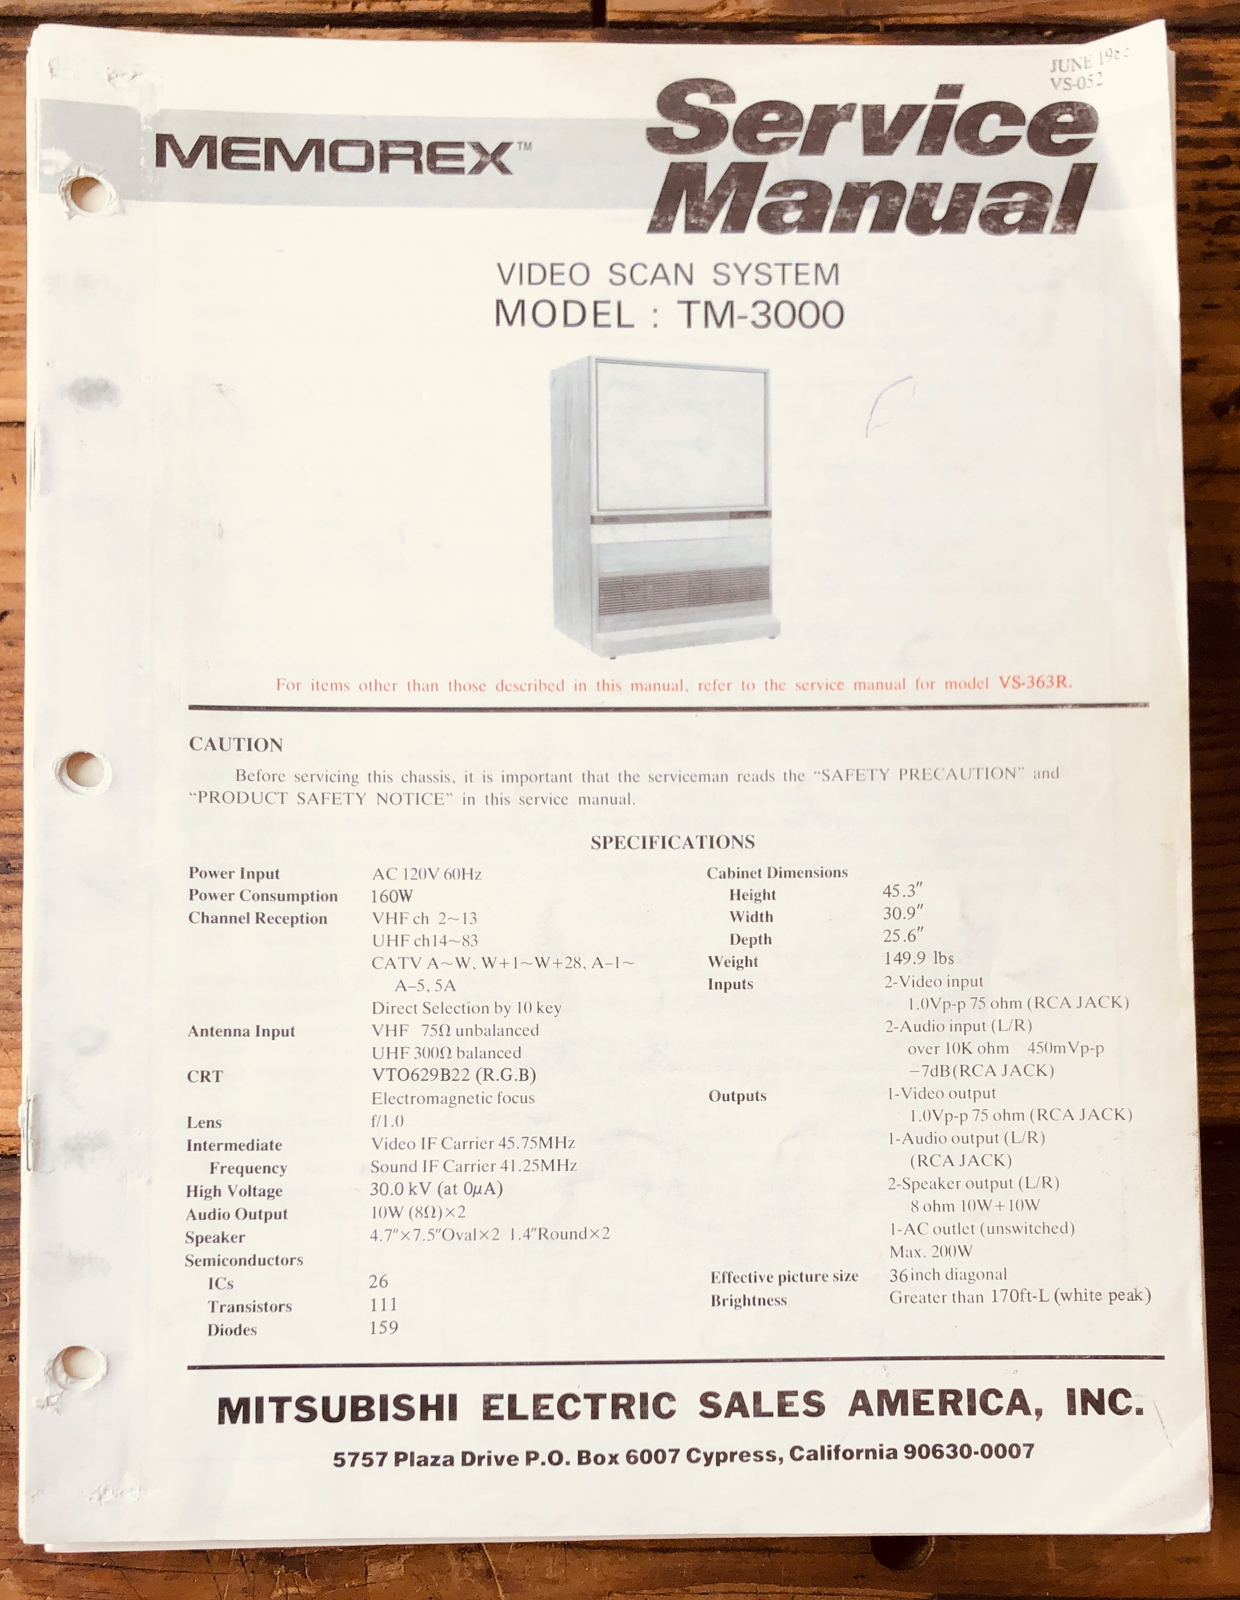 JUNE
VS-052
MEMOREX™
Service
Manual
VIDEO SCAN SYSTEM
MODEL : TM-3000
For items other than those described in this manual, refer to the service manual for model VS-363R.
CAUTION
Before servicing this chassis, it is important that the serviceman reads the “SAFETY PRECAUTION” and
“PRODUCT SAFETY NOTICE” in this service manual.
SPECIFICATIONS
Power Input AC 120V 60Hz
Power Consumption 160W
Channel Reception VHF ch 2~13
UHF ch14~83
CATV A~W, W+1~W+28, A-1~
A-5, 5A
Direct Selection by 10 key
Antenna Input VHF 75Ω unbalanced
UHF 300Ω balanced
CRT VTO629B22 (R.G.B)
Electromagnetic focus
Lens f/1.0
Intermediate Video IF Carrier 45.75MHz
Frequency Sound IF Carrier 41.25MHz
High Voltage 30.0 kV (at 0μA)
Audio Output 10W (8Ω)×2
Speaker 4.7″×7.5″Oval×2 1.4″Round×2
Semiconductors
ICs 26
Transistors 111
Diodes 159
Cabinet Dimensions
Height 45.3″
Width 30.9″
Depth 25.6″
Weight 149.9 lbs
Inputs 2-Video input
1.0Vp-p 75 ohm (RCA JACK)
2-Audio input (L/R)
over 10K ohm 450mVp-p
-7dB(RCA JACK)
Outputs 1-Video output
1.0Vp-p 75 ohm (RCA JACK)
1-Audio output (L/R)
(RCA JACK)
2-Speaker output (L/R)
8 ohm 10W+10W
1-AC outlet (unswitched)
Max. 200W
Effective picture size 36inch diagonal
Brightness Greater than 170ft-L (white peak)
MITSUBISHI ELECTRIC SALES AMERICA, INC.
5757 Plaza Drive P.O. Box 6007 Cypress, California 90630-0007